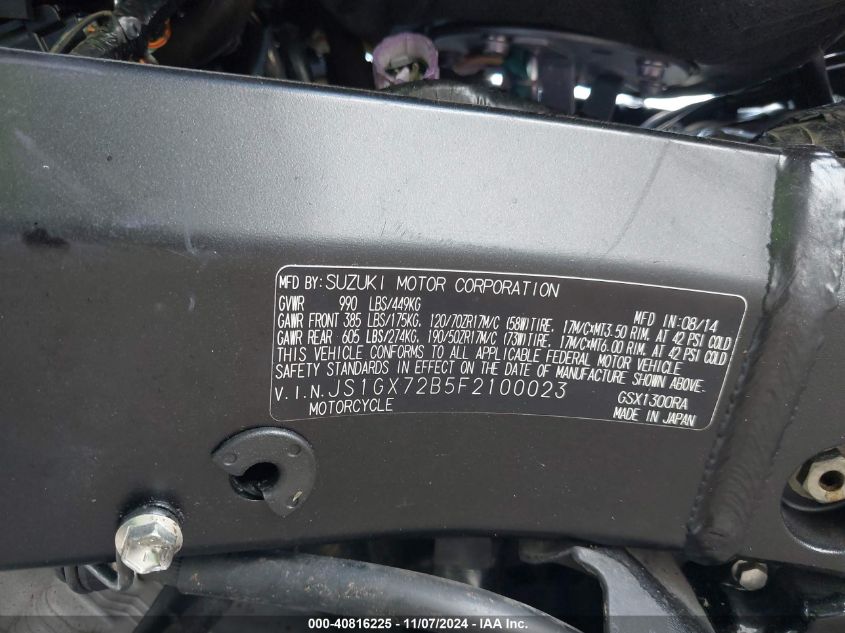 MFD BY: SUZUKI MOTOR CORPORATION
GVWR 990 LBS/449KG MFD IN: 08/14
GAWR FRONT 385 LBS/175KG, 120/70ZR17M/C (58W)TIRE, 17M/C×MT3.50 RIM, AT 42 PSI COLD
GAWR REAR 605 LBS/274KG, 190/50ZR17M/C (73W)TIRE, 17M/C×MT6.00 RIM, AT 42 PSI COLD
THIS VEHICLE CONFORMS TO ALL APPLICABLE FEDERAL MOTOR VEHICLE
SAFETY STANDARDS IN EFFECT ON THE DATE OF MANUFACTURE SHOWN ABOVE.
V.I.N. JS1GX72B5F2100023 GSX1300RA
MOTORCYCLE MADE IN JAPAN
000-40816225 - 11/07/2024 - IAA Inc.